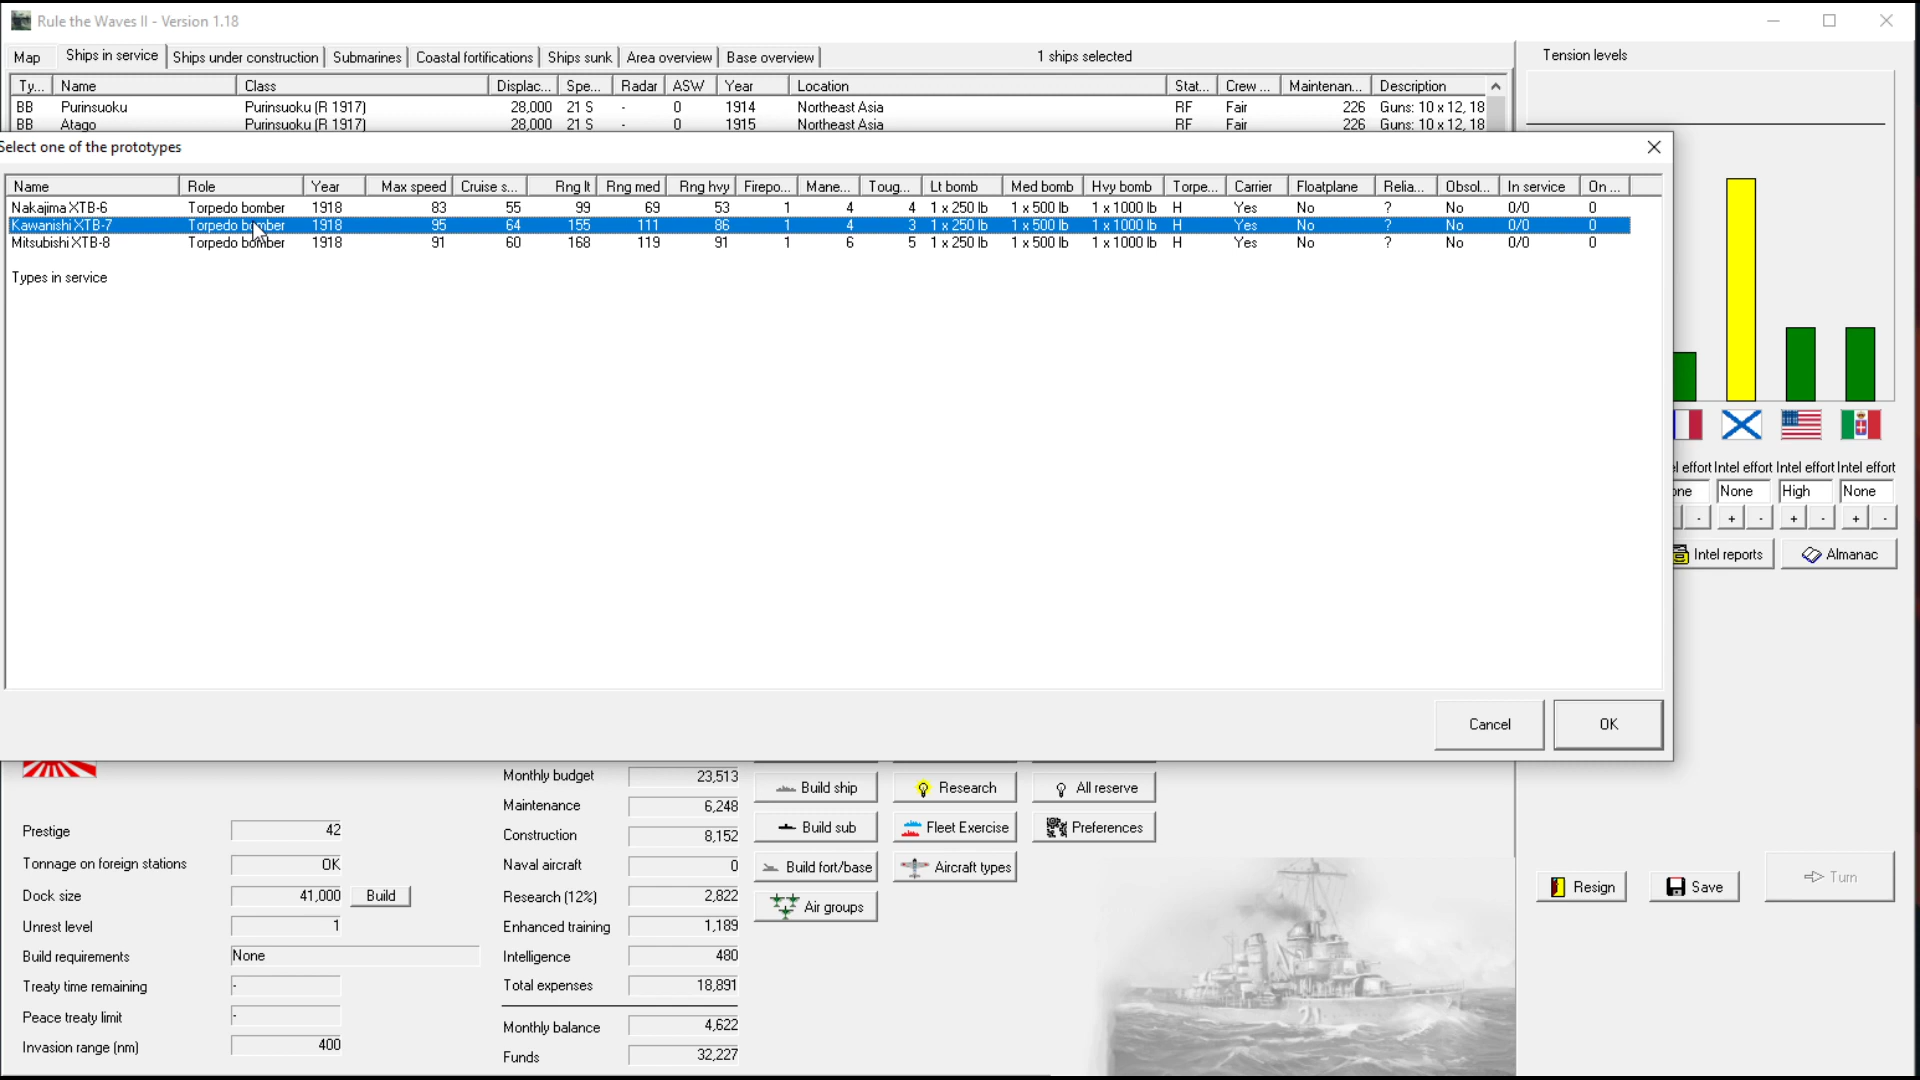 Rule the Waves II - Version 1.18
Map Ships in service Ships under construction Submarines Coastal fortifications Ships sunk Area overview Base overview 1 ships selected Tension levels
Ty... Name Class Displac... Spe... Radar ASW Year Location Stat... Crew ... Maintenan... Description
BB Purinsuoku Purinsuoku (R 1917) 28,000 21 S - 0 1914 Northeast Asia RF Fair 226 Guns: 10 x 12, 18
BB Atago Purinsuoku (R 1917) 28,000 21 S - 0 1915 Northeast Asia RF Fair 226 Guns: 10 x 12, 18
Select one of the prototypes
Name Role Year Max speed Cruise s... Rng lt Rng med Rng hvy Firepo... Mane... Toug... Lt bomb Med bomb Hvy bomb Torpe... Carrier Floatplane Relia... Obsol... In service On ...
Nakajima XTB-6 Torpedo bomber 1918 83 55 99 69 53 1 4 4 1 x 250 lb 1 x 500 lb 1 x 1000 lb H Yes No ? No 0/0 0
Kawanishi XTB-7 Torpedo bomber 1918 95 64 155 111 86 1 4 3 1 x 250 lb 1 x 500 lb 1 x 1000 lb H Yes No ? No 0/0 0
Mitsubishi XTB-8 Torpedo bomber 1918 91 60 168 119 91 1 6 5 1 x 250 lb 1 x 500 lb 1 x 1000 lb H Yes No ? No 0/0 0
Types in service
effort Intel effort Intel effort Intel effort
None High None
- + - + - + -
Intel reports Almanac
Cancel OK
Monthly budget 23,513 Build ship Research All reserve
Maintenance 6,248
Prestige 42 Construction 8,152 Build sub Fleet Exercise Preferences
Tonnage on foreign stations OK Naval aircraft 0 Build fort/base Aircraft types
Dock size 41,000 Build Research (12%) 2,822 Air groups Resign Save Turn
Unrest level 1 Enhanced training 1,189
Build requirements None Intelligence 480
Treaty time remaining - Total expenses 18,891
Peace treaty limit - Monthly balance 4,622
Invasion range (nm) 400 Funds 32,227